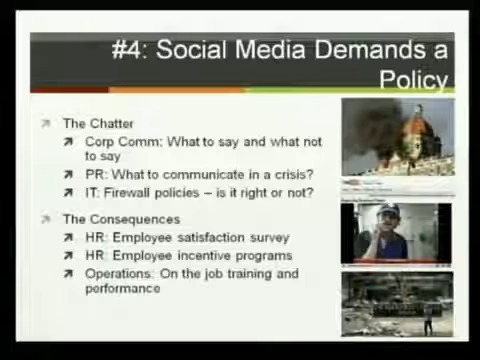 #4: Social Media Demands a
Policy
The Chatter
Corp Comm: What to say and what not
to say
PR: What to communicate in a crisis?
IT: Firewall policies – is it right or not?
The Consequences
HR: Employee satisfaction survey
HR: Employee incentive programs
Operations: On the job training and
performance